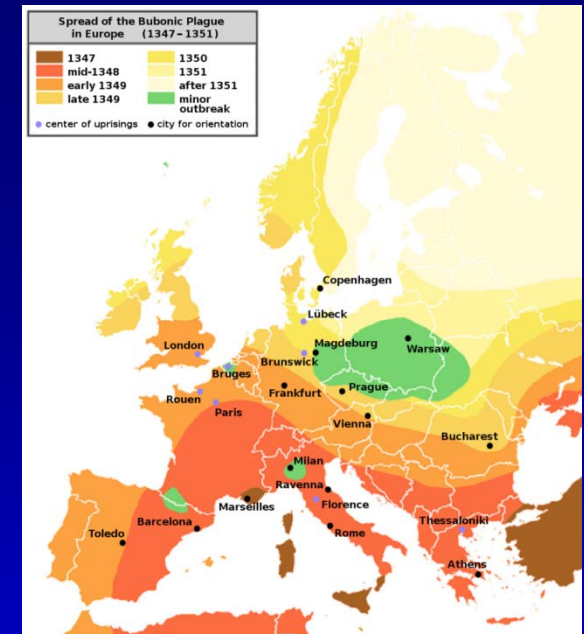 Spread of the Bubonic Plague
in Europe (1347–1351)
1347
mid-1348
early 1349
late 1349
1350
1351
after 1351
minor
outbreak
center of uprisings
city for orientation
Copenhagen
Lübeck
London
Magdeburg
Warsaw
Brunswick
Bruges
Frankfurt
Prague
Rouen
Paris
Vienna
Bucharest
Milan
Ravenna
Marseilles
Florence
Barcelona
Thessaloniki
Toledo
Rome
Athens